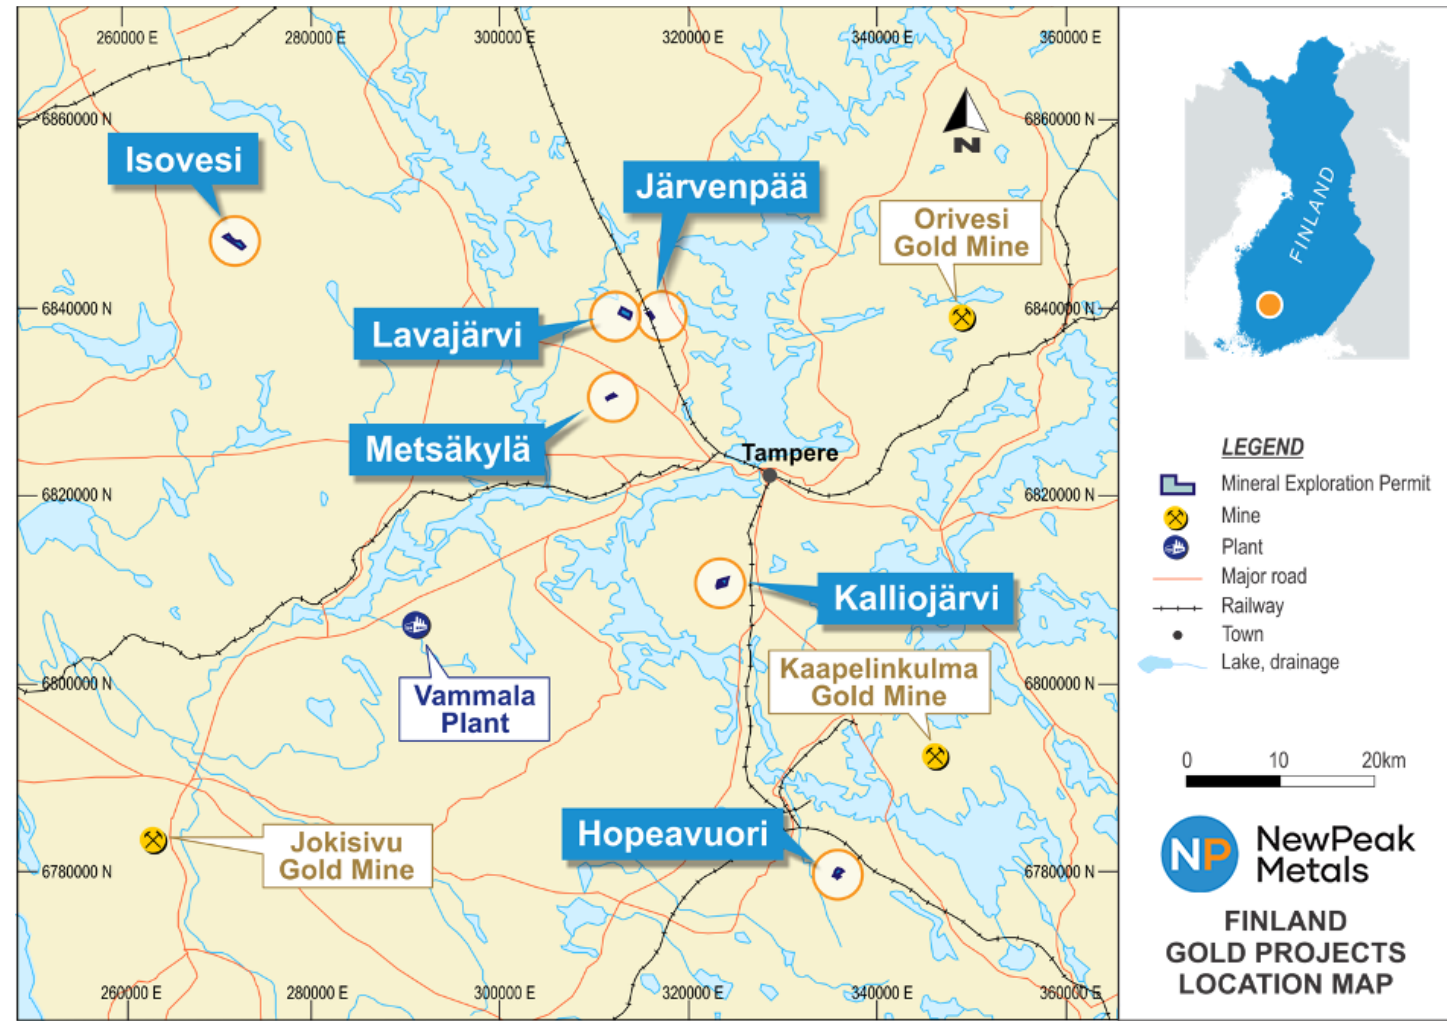 260000 E
280000 E
300000 E
320000 E
340000 E
360000 E
6860000 N
6860000 N
N
Isovesi
Järvenpää
Orivesi
Gold Mine
6840000 N
6840000 N
Lavajärvi
Metsäkylä
Tampere
6820000 N
6820000 N
Kalliojärvi
Kaapelinkulma
Gold Mine
6800000 N
6800000 N
Vammala
Plant
Hopeavuori
Jokisivu
Gold Mine
6780000 N
6780000 N
260000 E
280000 E
300000 E
320000 E
340000 E
360000 E
FINLAND
LEGEND
Mineral Exploration Permit
Mine
Plant
Major road
Railway
Town
Lake, drainage
0 10 20km
NP
NewPeak
Metals
FINLAND
GOLD PROJECTS
LOCATION MAP